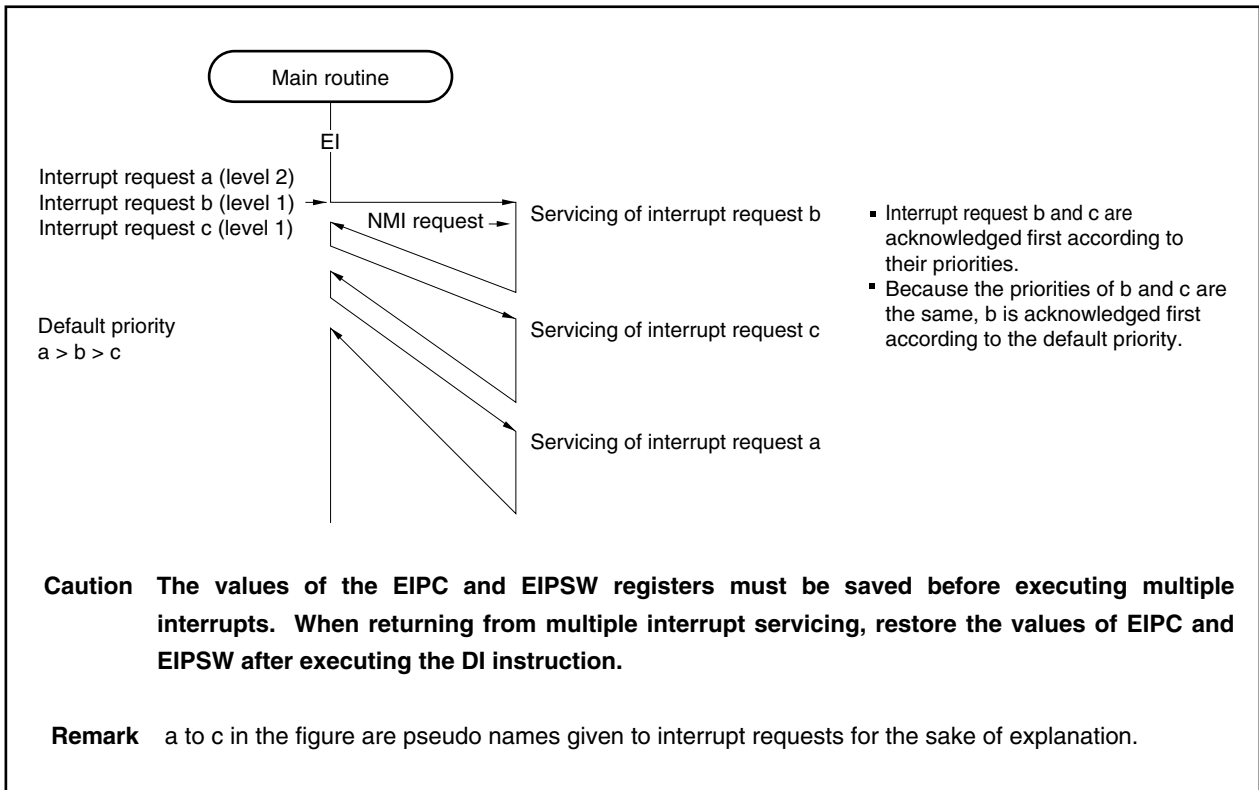 Main routine
EI
Interrupt request a (level 2)
Interrupt request b (level 1)
Interrupt request c (level 1)
NMI request
Servicing of interrupt request b
▪ Interrupt request b and c are
acknowledged first according to
their priorities.
▪ Because the priorities of b and c are
the same, b is acknowledged first
according to the default priority.
Default priority
a > b > c
Servicing of interrupt request c
Servicing of interrupt request a
Caution The values of the EIPC and EIPSW registers must be saved before executing multiple
interrupts. When returning from multiple interrupt servicing, restore the values of EIPC and
EIPSW after executing the DI instruction.
Remark a to c in the figure are pseudo names given to interrupt requests for the sake of explanation.